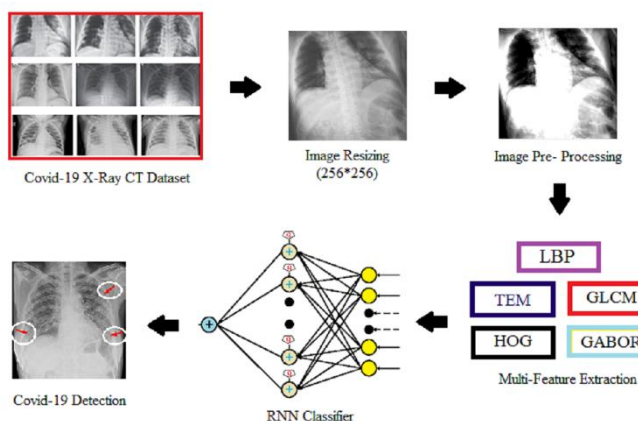 Covid-19 X-Ray CT Dataset
Image Resizing
(256*256)
Image Pre- Processing
LBP
TEM
GLCM
HOG
GABOR
Multi-Feature Extraction
RNN Classifier
Covid-19 Detection